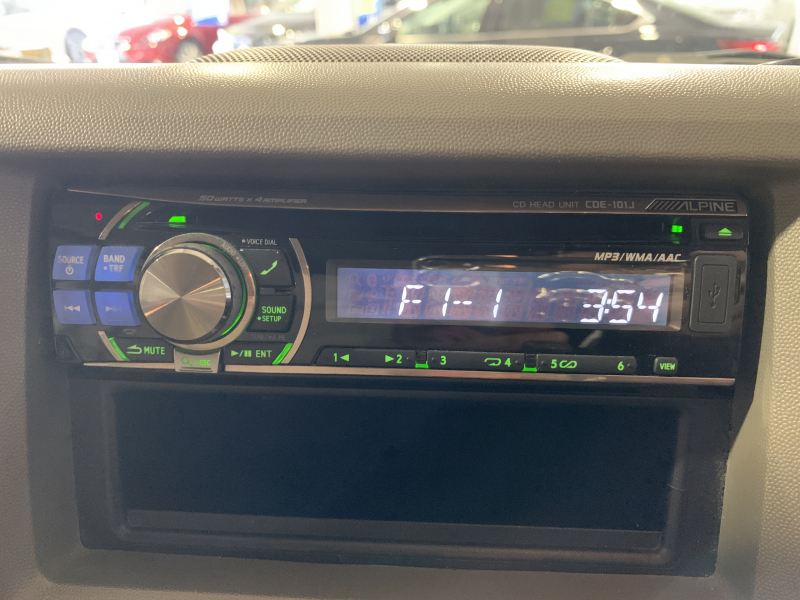 50 WATTS X 4 AMPLIFIER
CD HEAD UNIT CDE-101J ALPINE
VOICE DIAL
MP3/WMA/AAC
SOURCE
BAND
TRF
SOUND
SETUP
F1-1 3:54
MUTE
ENT
ESC
1 2 3 4 5 6
VIEW